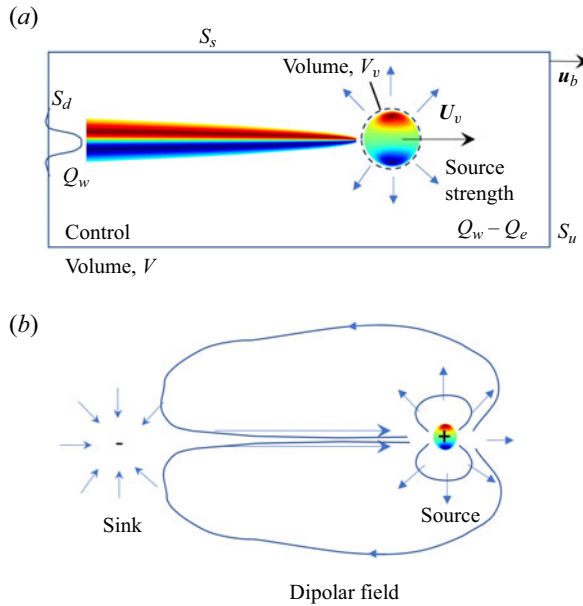 (a)
S_s
Volume, V_v
u_b
S_d
U_v
Q_w
Source
strength
Control
Q_w – Q_e
S_u
Volume, V
(b)
-
+
Sink
Source
Dipolar field